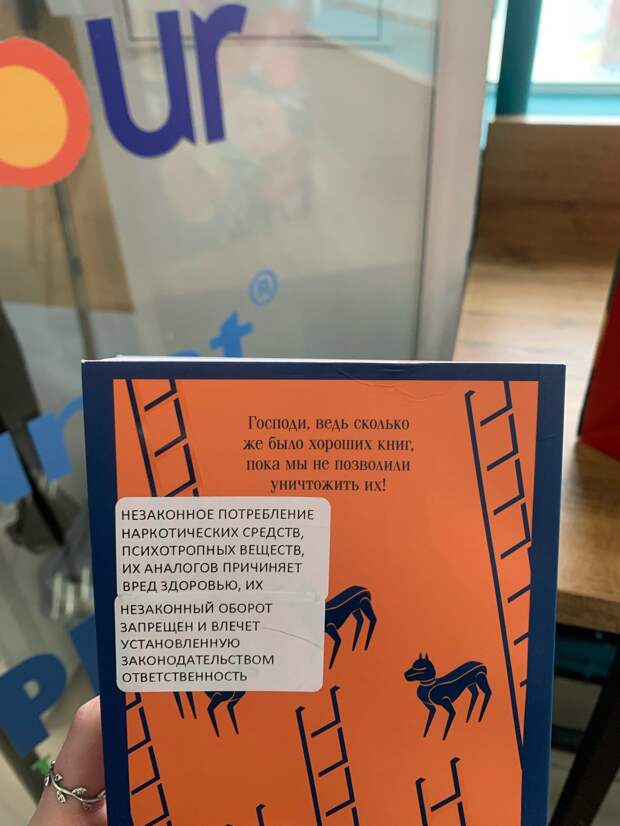 ur
®
Господи, ведь сколько
же было хороших книг,
пока мы не позволили
уничтожить их!
НЕЗАКОННОЕ ПОТРЕБЛЕНИЕ
НАРКОТИЧЕСКИХ СРЕДСТВ,
ПСИХОТРОПНЫХ ВЕЩЕСТВ,
ИХ АНАЛОГОВ ПРИЧИНЯЕТ
ВРЕД ЗДОРОВЬЮ, ИХ
НЕЗАКОННЫЙ ОБОРОТ
ЗАПРЕЩЕН И ВЛЕЧЕТ
УСТАНОВЛЕННУЮ
ЗАКОНОДАТЕЛЬСТВОМ
ОТВЕТСТВЕННОСТЬ